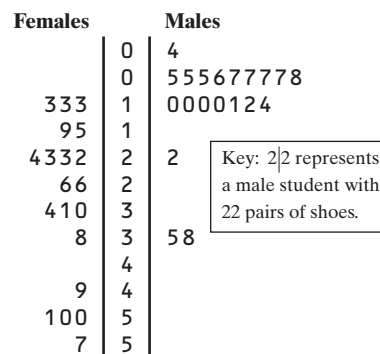 Females Males
0 4
0 555677778
333 1 0000124
95 1
4332 2 2
66 2
410 3
8 3 58
4
9 4
100 5
7 5
Key: 2|2 represents
a male student with
22 pairs of shoes.